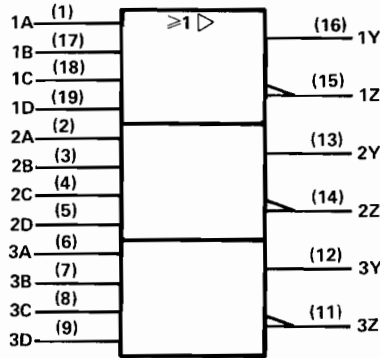 1A (1) ≥1 ▷ (16) 1Y
1B (17)
1C (18) (15) 1Z
1D (19)
2A (2) (13) 2Y
2B (3)
2C (4) (14) 2Z
2D (5)
3A (6) (12) 3Y
3B (7)
3C (8) (11) 3Z
3D (9)